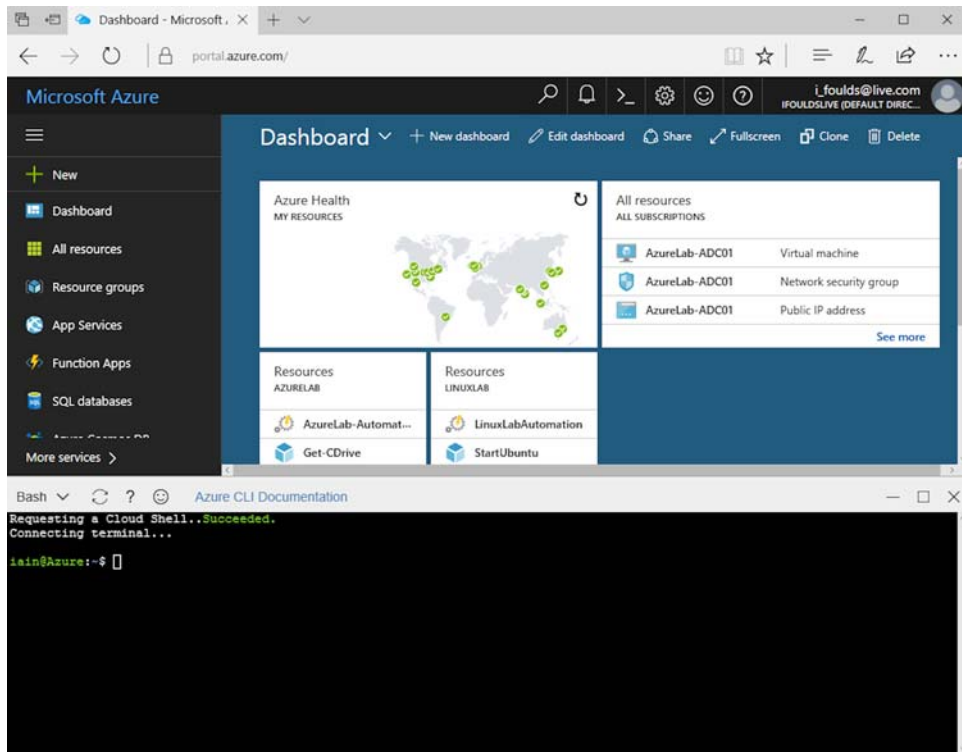 Dashboard - Microsoft
portal.azure.com/
Microsoft Azure
i_foulds@live.com
IFOULDSLIVE (DEFAULT DIREC...
Dashboard
New dashboard
Edit dashboard
Share
Fullscreen
Clone
Delete
New
Dashboard
All resources
Resource groups
App Services
Function Apps
SQL databases
Azure Cosmos DB
More services >
Azure Health
MY RESOURCES
All resources
ALL SUBSCRIPTIONS
AzureLab-ADC01 Virtual machine
AzureLab-ADC01 Network security group
AzureLab-ADC01 Public IP address
See more
Resources
AZURELAB
AzureLab-Automat...
Get-CDrive
Resources
LINUXLAB
LinuxLabAutomation
StartUbuntu
Bash
?
Azure CLI Documentation
Requesting a Cloud Shell..Succeeded.
Connecting terminal...
iain@Azure:~$